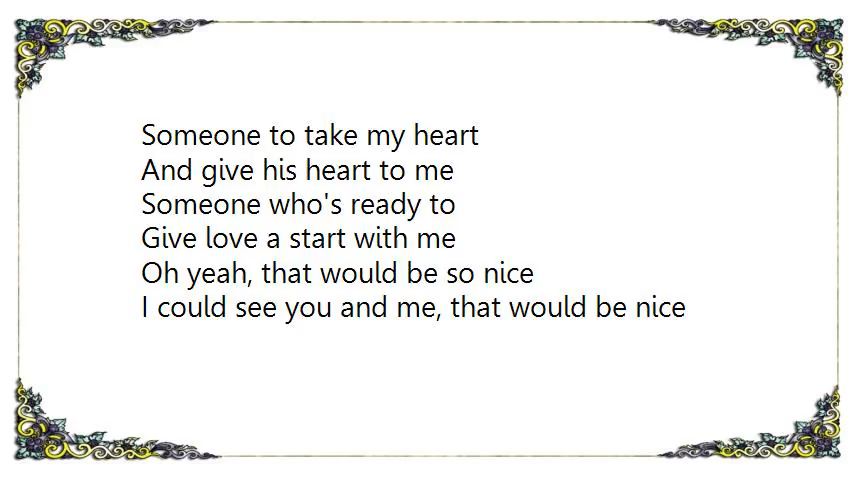 Someone to take my heart
And give his heart to me
Someone who's ready to
Give love a start with me
Oh yeah, that would be so nice
I could see you and me, that would be nice